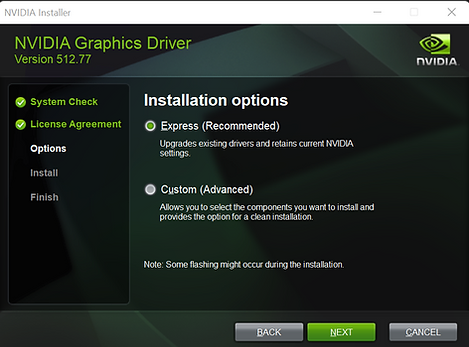 NVIDIA Installer
NVIDIA Graphics Driver
Version 512.77
NVIDIA.
System Check
License Agreement
Options
Install
Finish
Installation options
Express (Recommended)
Upgrades existing drivers and retains current NVIDIA
settings.
Custom (Advanced)
Allows you to select the components you want to install and
provides the option for a clean installation.
Note: Some flashing might occur during the installation.
BACK
NEXT
CANCEL